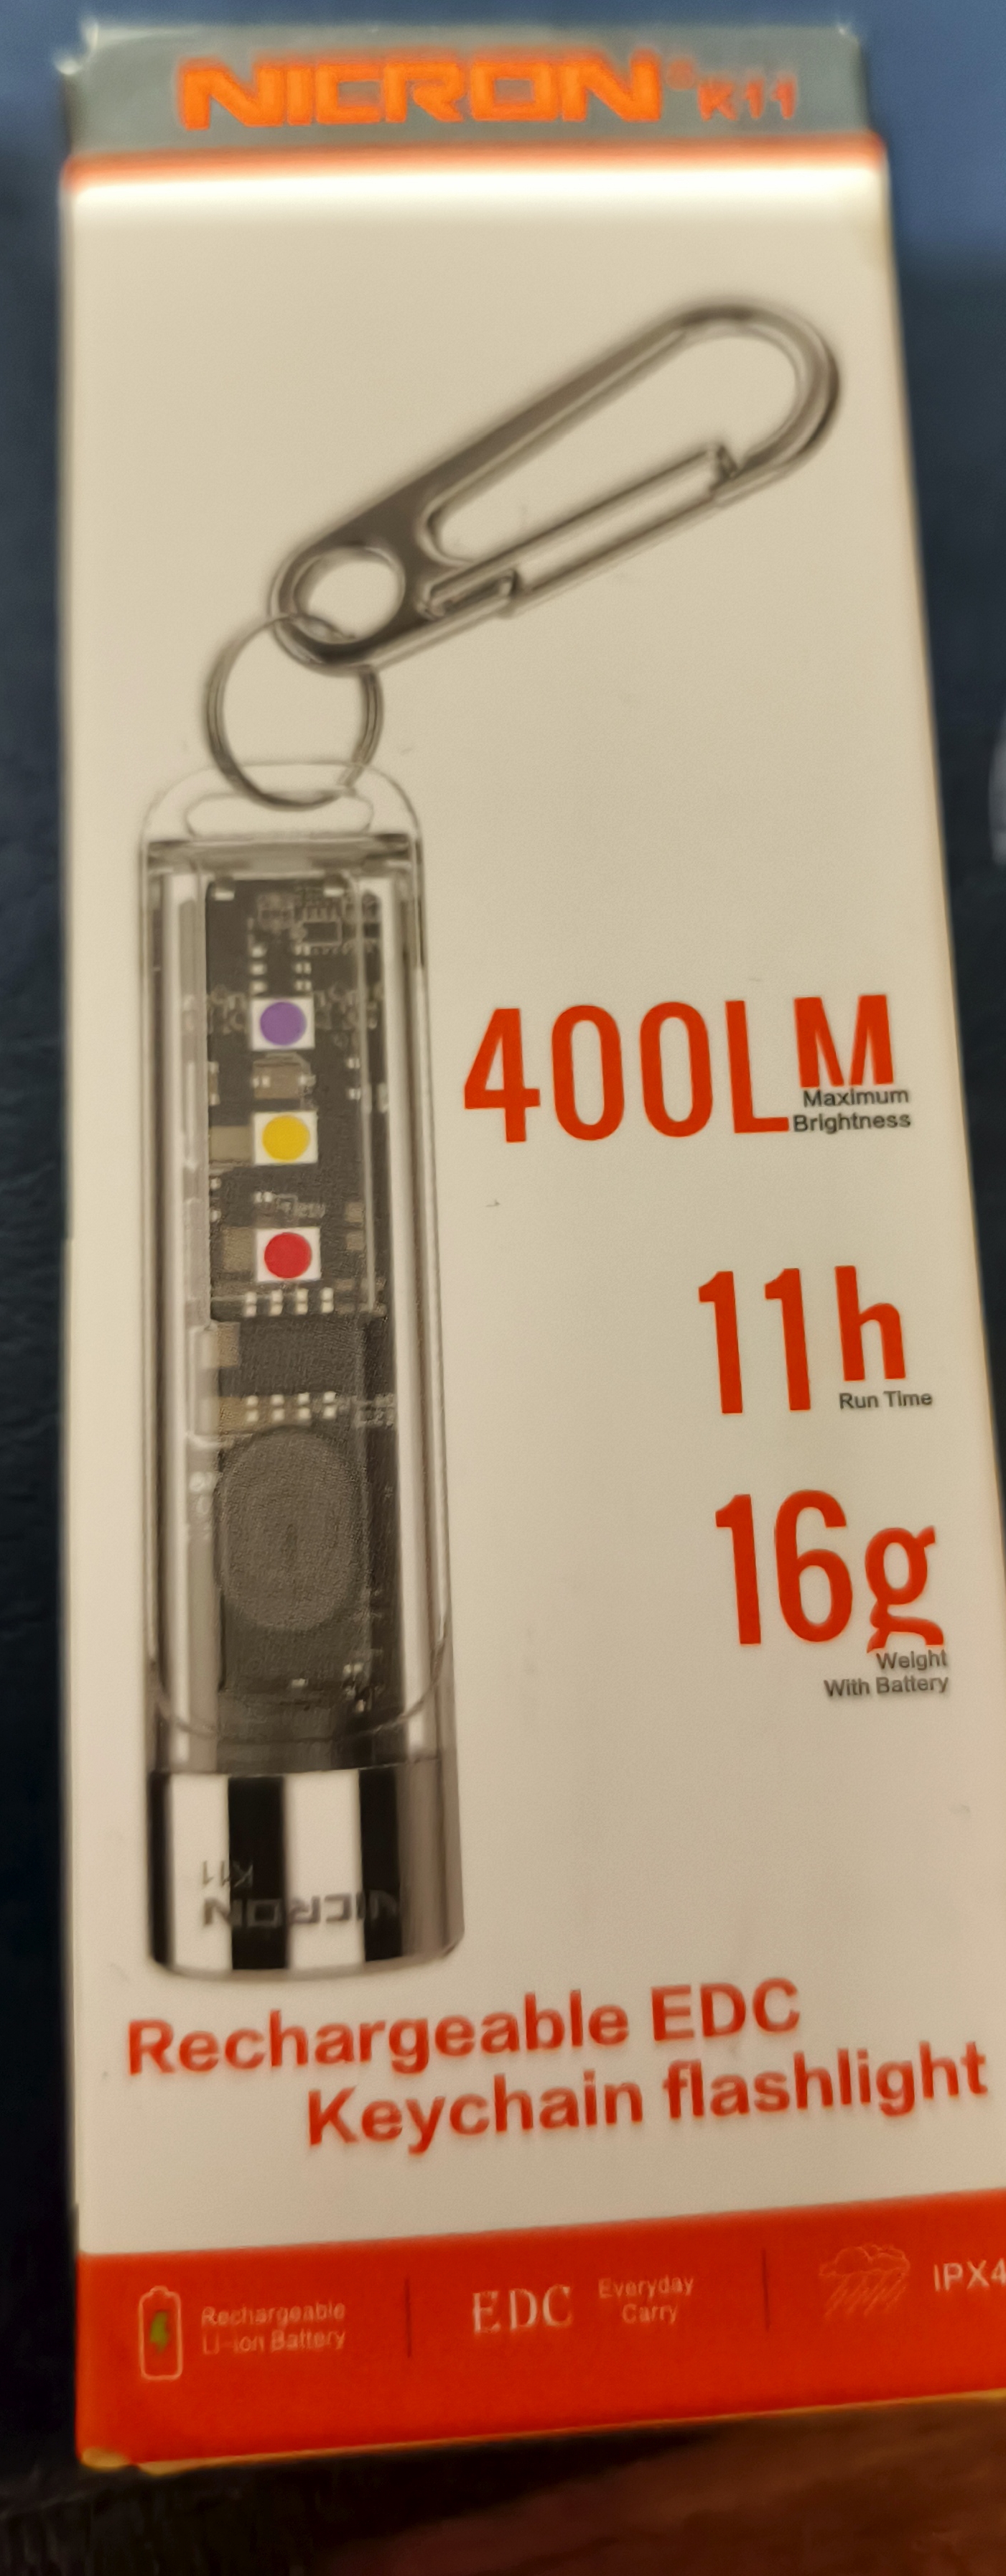 NICRON® K11
400LM
Maximum
Brightness
11h
Run Time
16g
Weight
With Battery
K11
NICRON
Rechargeable EDC
Keychain flashlight
Rechargeable
Li-ion Battery
EDC
Everyday
Carry
IPX4